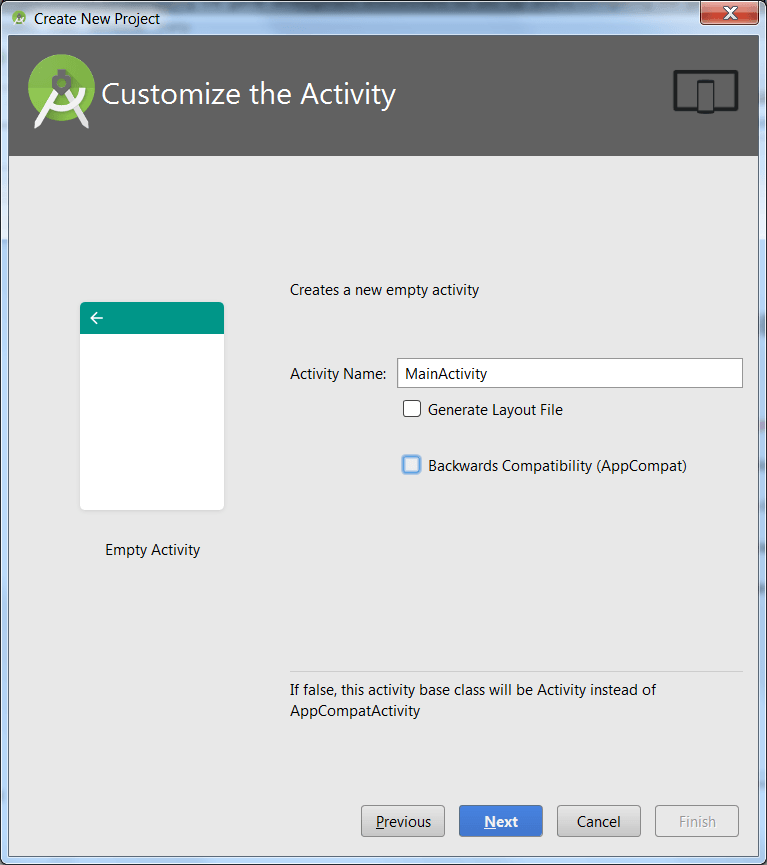 Create New Project
Customize the Activity
Creates a new empty activity
Activity Name: MainActivity
Generate Layout File
Backwards Compatibility (AppCompat)
Empty Activity
If false, this activity base class will be Activity instead of
AppCompatActivity
Previous Next Cancel Finish